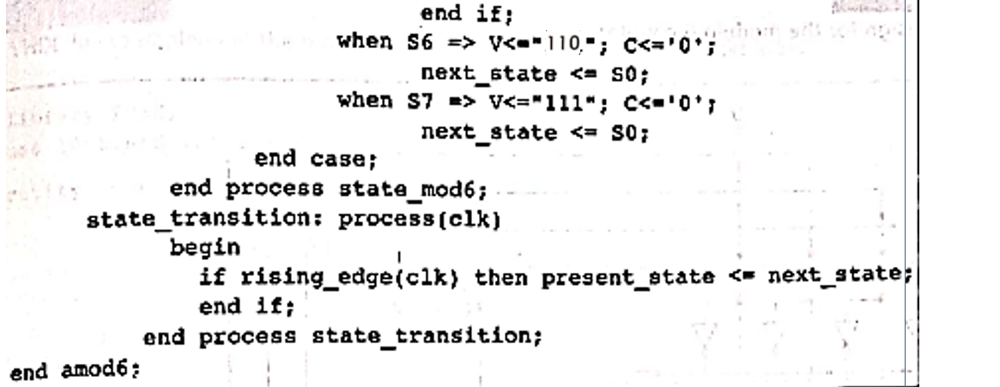 end if;
when S6 => V<="110"; C<='0';
next_state <= S0;
when S7 => V<="111"; C<='0';
next_state <= S0;
end case;
end process state_mod6;
state_transition: process(clk)
begin
if rising_edge(clk) then present_state <= next_state;
end if;
end process state_transition;
end amod6;